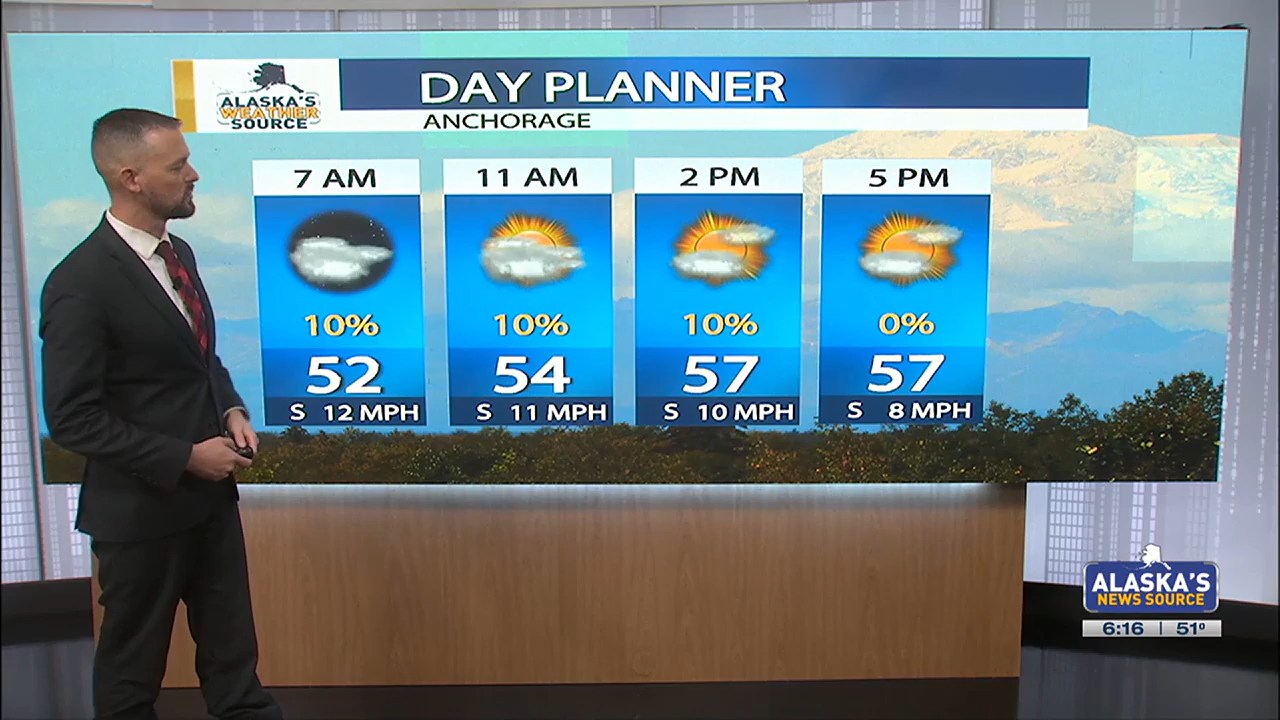 ALASKA'S
WEATHER
SOURCE
DAY PLANNER
ANCHORAGE
7 AM
10%
52
S 12 MPH
11 AM
10%
54
S 11 MPH
2 PM
10%
57
S 10 MPH
5 PM
0%
57
S 8 MPH
ALASKA'S
NEWS SOURCE
6:16 | 51°